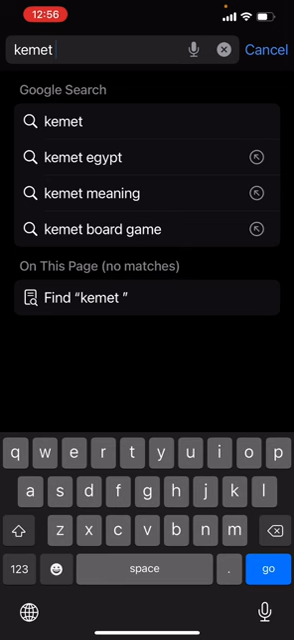 12:56
kemet
Cancel
Google Search
kemet
kemet egypt
kemet meaning
kemet board game
On This Page (no matches)
Find “kemet ”
q w e r t y u i o p
a s d f g h j k l
z x c v b n m
123 space . go